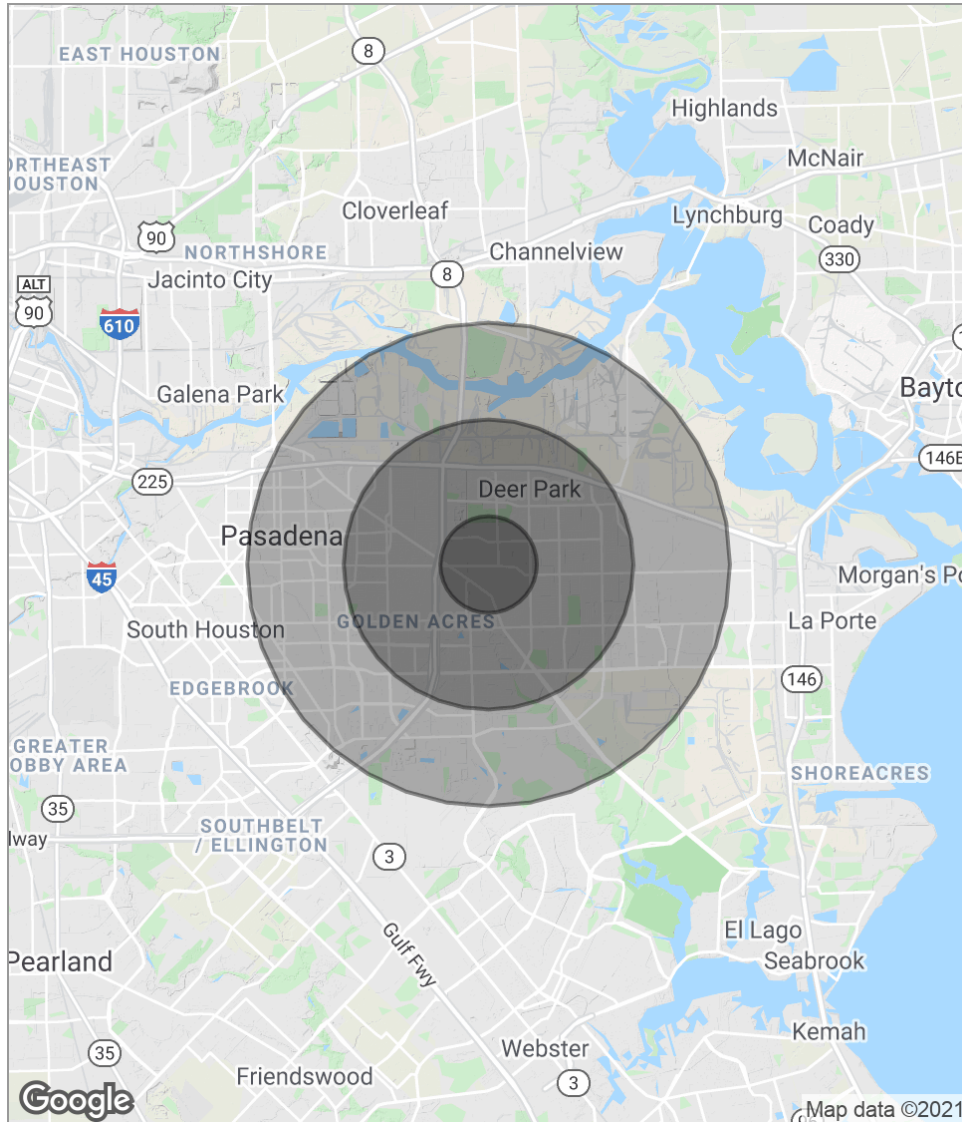 8
EAST HOUSTON
Highlands
McNair
ORTHEAST
HOUSTON
Cloverleaf
Lynchburg
Coady
90
NORTHSHORE
Channelview
330
8
Jacinto City
ALT
90
610
Galena Park
Bayto
146B
225
Deer Park
Pasadena
45
Morgan's Po
GOLDEN ACRES
La Porte
South Houston
146
EDGEBROOK
GREATER
OBBY AREA
SHOREACRES
35
SOUTHBELT
/ ELLINGTON
lway
3
El Lago
Gulf Fwy
Pearland
Seabrook
Kemah
35
Webster
Friendswood
3
Google
Map data ©2021